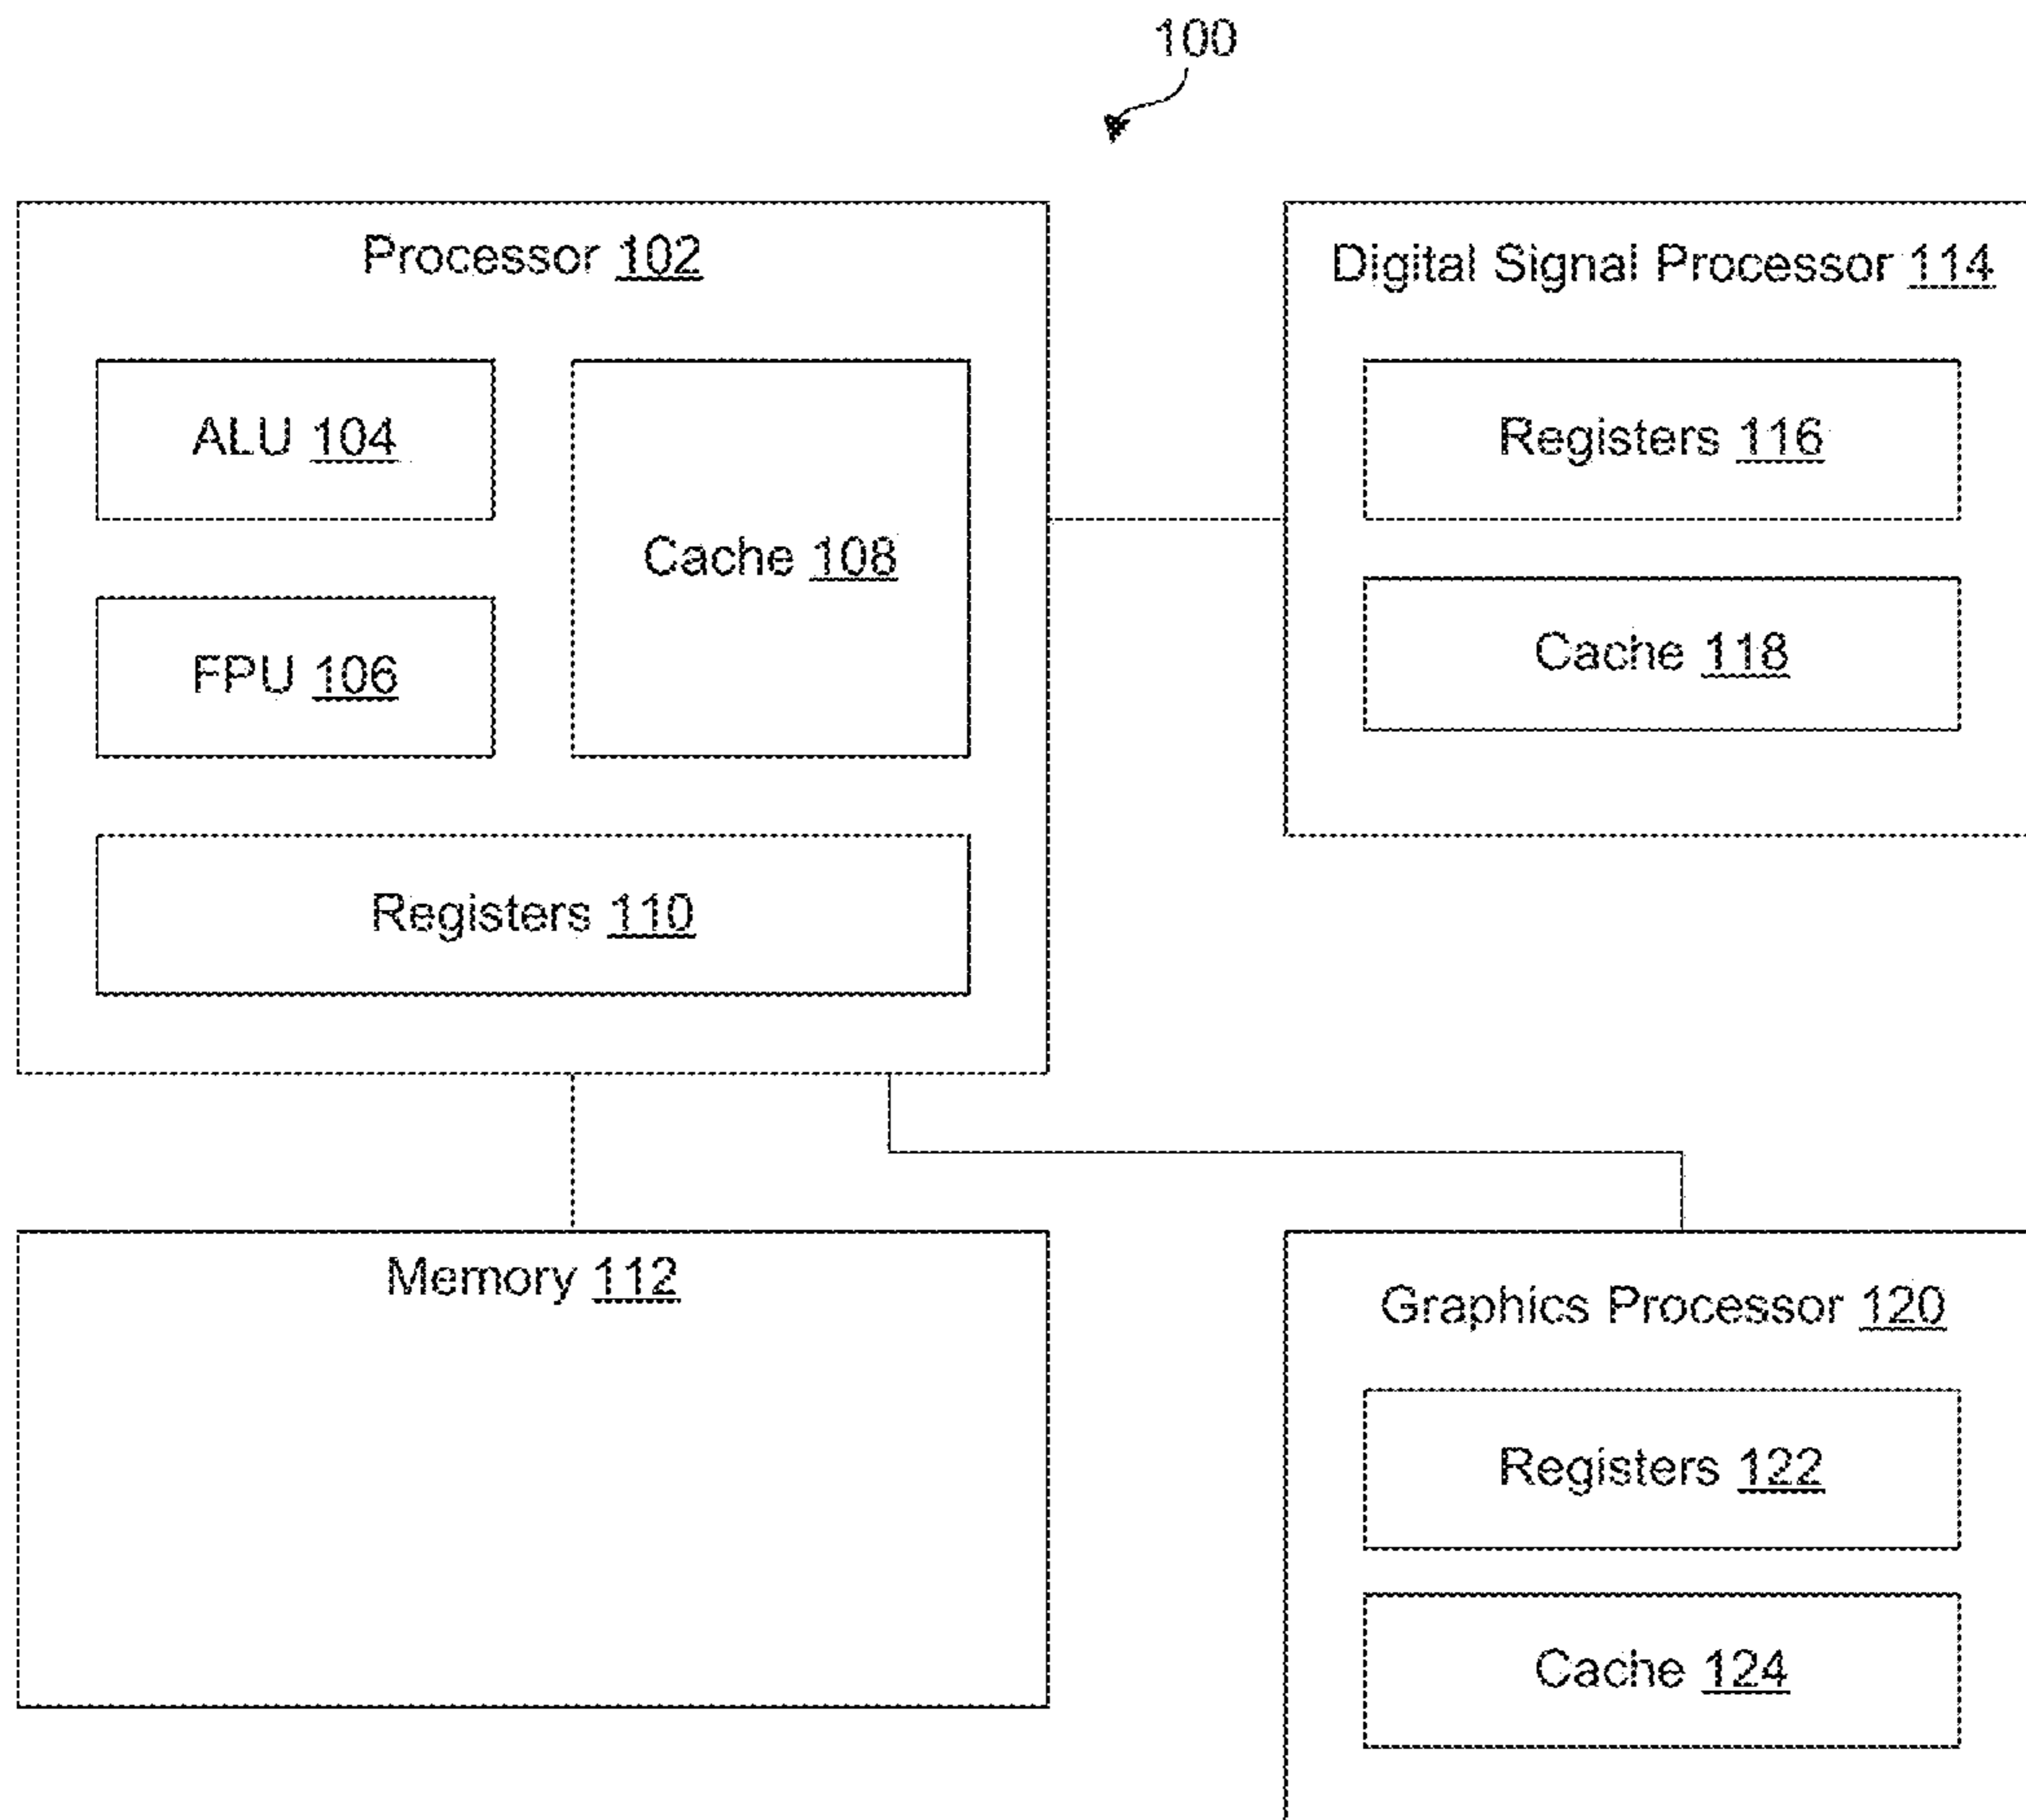 100
Processor 102
ALU 104
Cache 108
FPU 106
Registers 110
Digital Signal Processor 114
Registers 116
Cache 118
Memory 112
Graphics Processor 120
Registers 122
Cache 124